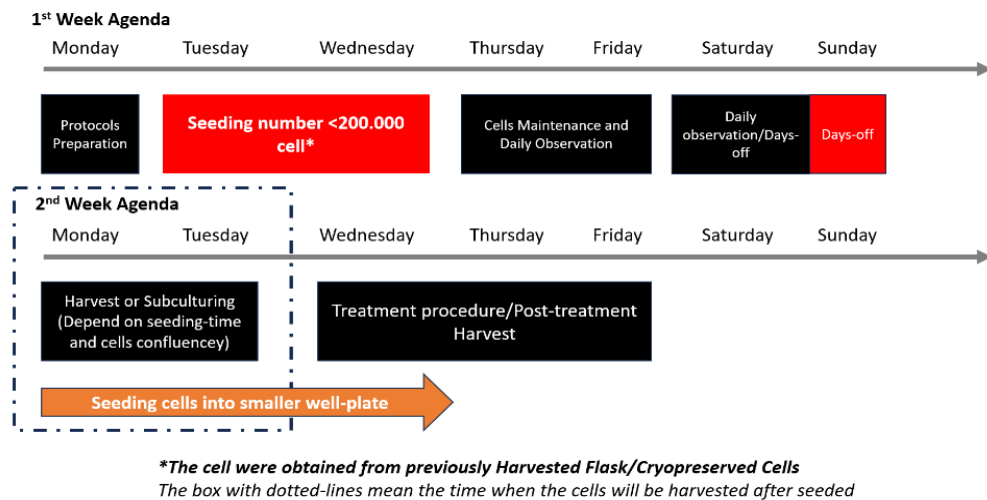 1st Week Agenda
Monday Tuesday Wednesday Thursday Friday Saturday Sunday
Protocols
Preparation
Seeding number <200.000
cell*
Cells Maintenance and
Daily Observation
Daily
observation/Days-
off
Days-off
2nd Week Agenda
Monday Tuesday Wednesday Thursday Friday Saturday Sunday
Harvest or Subculturing
(Depend on seeding-time
and cells confluencey)
Treatment procedure/Post-treatment
Harvest
Seeding cells into smaller well-plate
*The cell were obtained from previously Harvested Flask/Cryopreserved Cells
The box with dotted-lines mean the time when the cells will be harvested after seeded